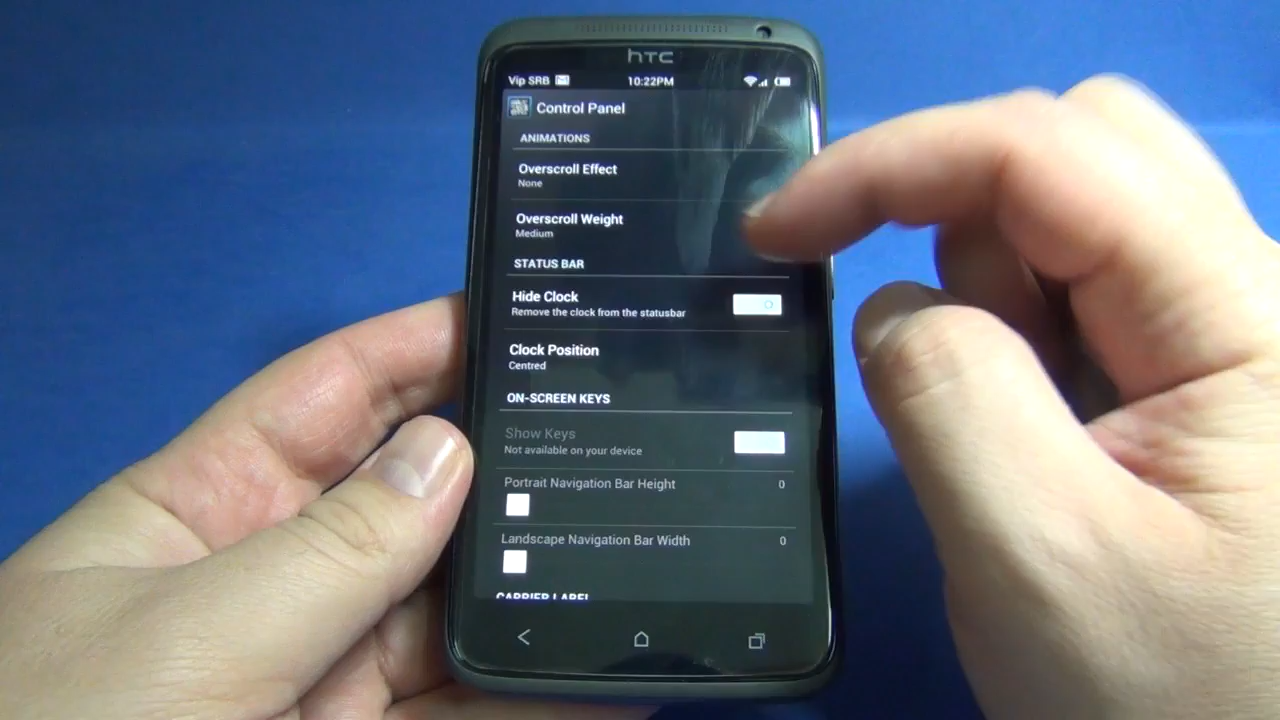 hTC
Vip SRB 10:22PM
Control Panel
ANIMATIONS
Overscroll Effect
None
Overscroll Weight
Medium
STATUS BAR
Hide Clock
Remove the clock from the statusbar
Clock Position
Centred
ON-SCREEN KEYS
Show Keys
Not available on your device
Portrait Navigation Bar Height 0
Landscape Navigation Bar Width 0
CARRIER LABEL